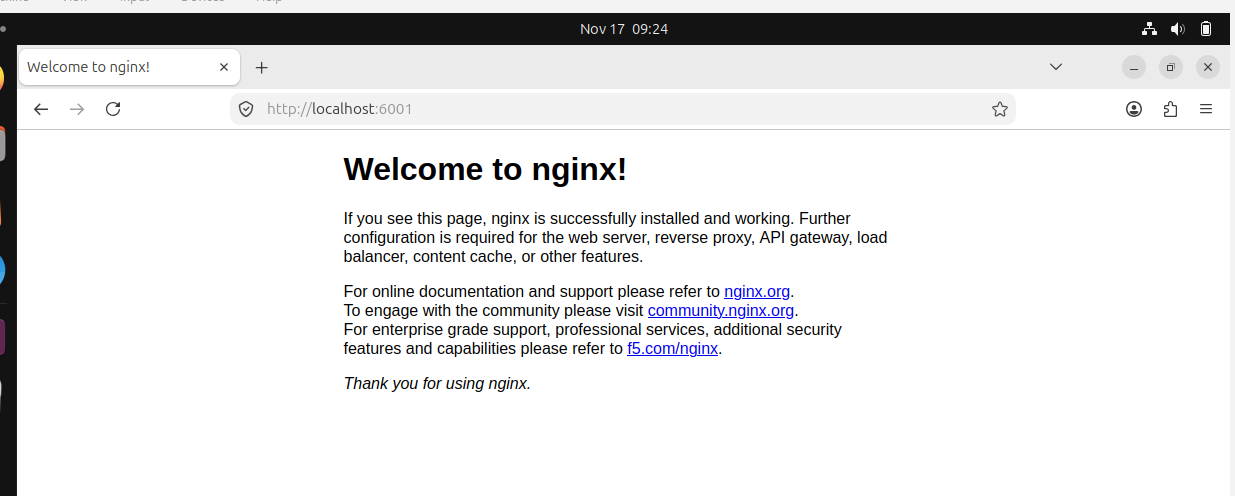 Nov 17 09:24
Welcome to nginx!
http://localhost:6001
Welcome to nginx!
If you see this page, nginx is successfully installed and working. Further
configuration is required for the web server, reverse proxy, API gateway, load
balancer, content cache, or other features.
For online documentation and support please refer to nginx.org.
To engage with the community please visit community.nginx.org.
For enterprise grade support, professional services, additional security
features and capabilities please refer to f5.com/nginx.
Thank you for using nginx.